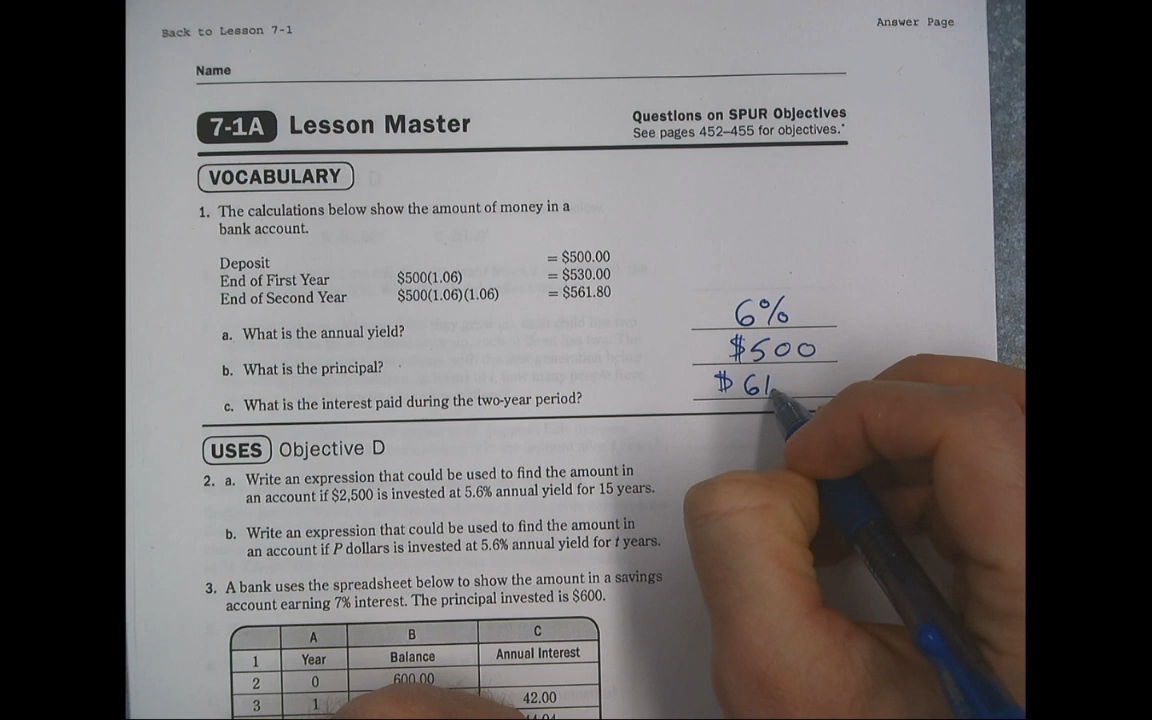 Back to Lesson 7-1
Answer Page
Name
7-1A Lesson Master
Questions on SPUR Objectives
See pages 452–455 for objectives.
VOCABULARY
1. The calculations below show the amount of money in a
bank account.
Deposit = $500.00
End of First Year $500(1.06) = $530.00
End of Second Year $500(1.06)(1.06) = $561.80
a. What is the annual yield? 6%
b. What is the principal? $500
c. What is the interest paid during the two-year period? $61
USES Objective D
2. a. Write an expression that could be used to find the amount in
an account if $2,500 is invested at 5.6% annual yield for 15 years.
b. Write an expression that could be used to find the amount in
an account if P dollars is invested at 5.6% annual yield for t years.
3. A bank uses the spreadsheet below to show the amount in a savings
account earning 7% interest. The principal invested is $600.
A B C
1 Year Balance Annual Interest
2 0 600.00
3 1 42.00